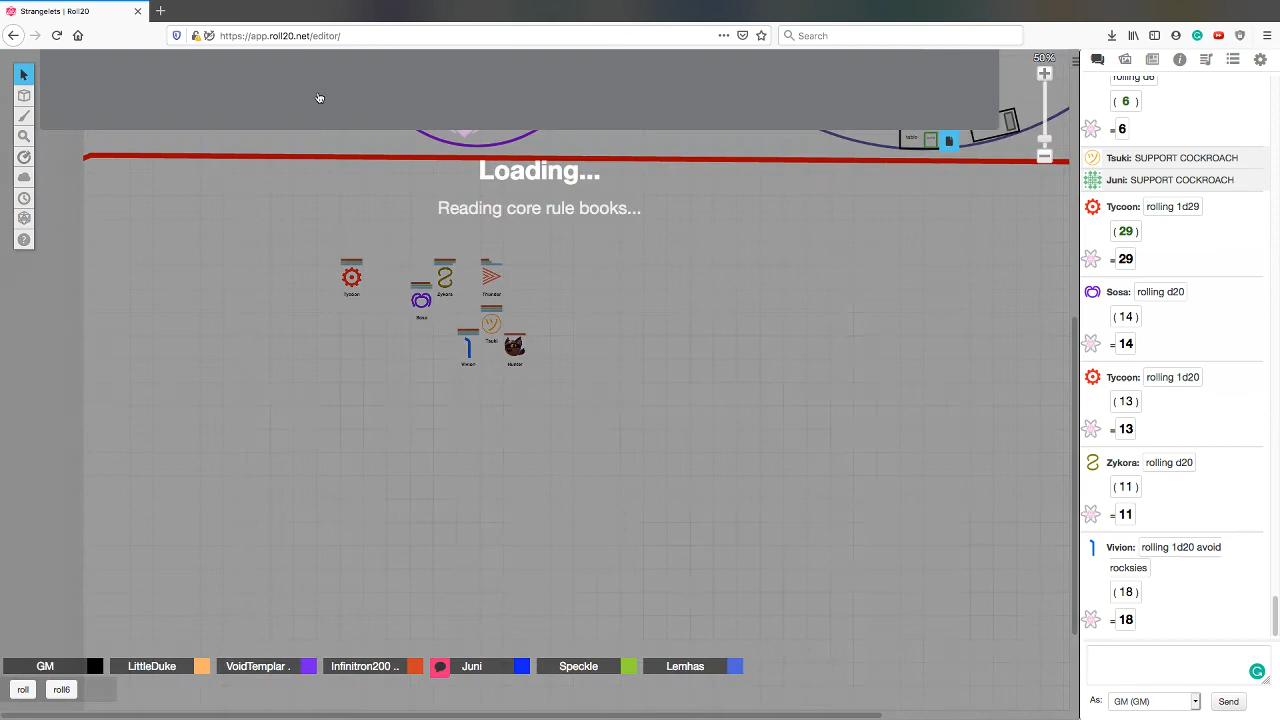 Strangelets | Roll20
https://app.roll20.net/editor/
Search
50%
table
Loading...
Reading core rule books...
Tycoon
Zykora
Thunder
Sosa
Tsuki
Vivion
Hunter
rolling d6
( 6 )
= 6
Tsuki: SUPPORT COCKROACH
Juni: SUPPORT COCKROACH
Tycoon: rolling 1d29
( 29 )
= 29
Sosa: rolling d20
( 14 )
= 14
Tycoon: rolling 1d20
( 13 )
= 13
Zykora: rolling d20
( 11 )
= 11
Vivion: rolling 1d20 avoid
rocksies
( 18 )
= 18
GM
LittleDuke
VoidTemplar .
Infinitron200 ..
Juni
Speckle
Lemhas
roll
roll6
As: GM (GM) Send